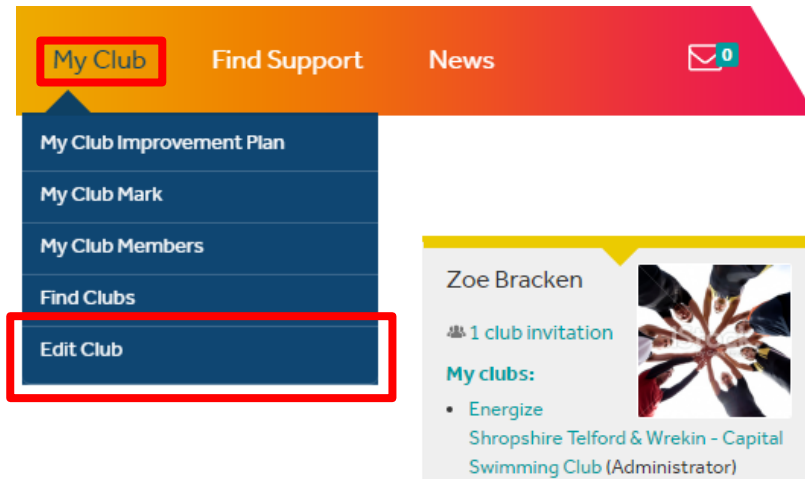 My Club Find Support News 0
My Club Improvement Plan
My Club Mark
My Club Members
Find Clubs
Edit Club
Zoe Bracken
1 club invitation
My clubs:
• Energize
Shropshire Telford & Wrekin - Capital
Swimming Club (Administrator)